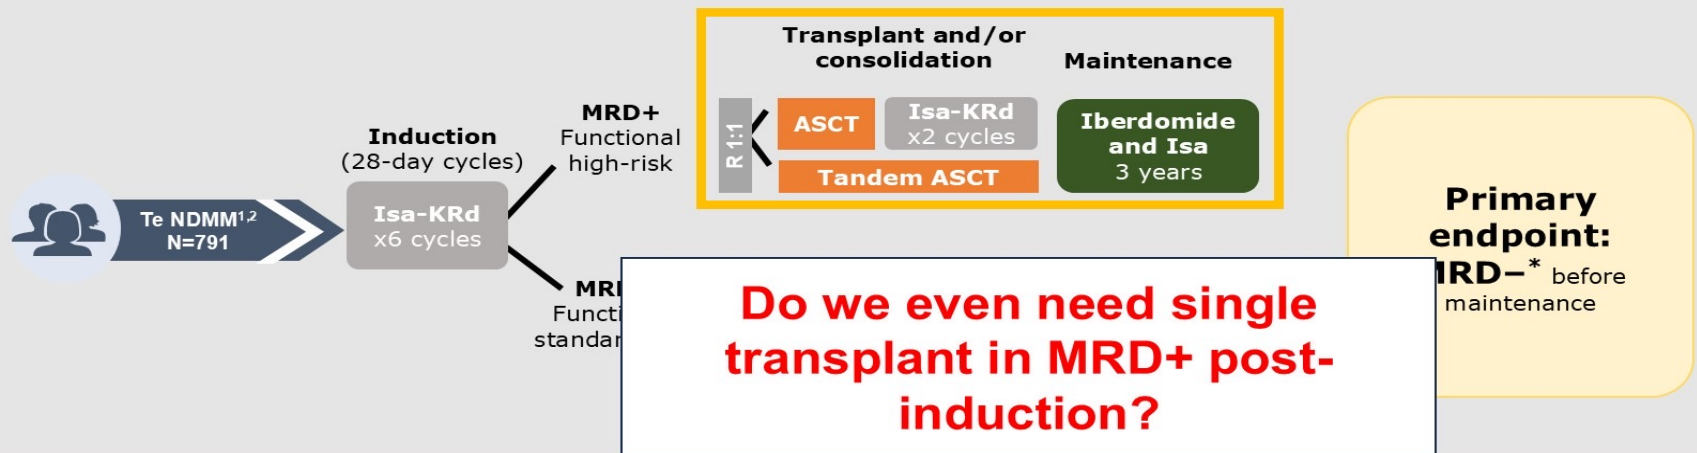 Te NDMM1,2
N=791
Induction
(28-day cycles)
Isa-KRd
x6 cycles
MRD+
Functional
high-risk
Transplant and/or
consolidation
Maintenance
R 1:1
ASCT
Isa-KRd
x2 cycles
Tandem ASCT
Iberdomide
and Isa
3 years
Do we even need single
transplant in MRD+ post-
induction?
Primary
endpoint:
before
maintenance